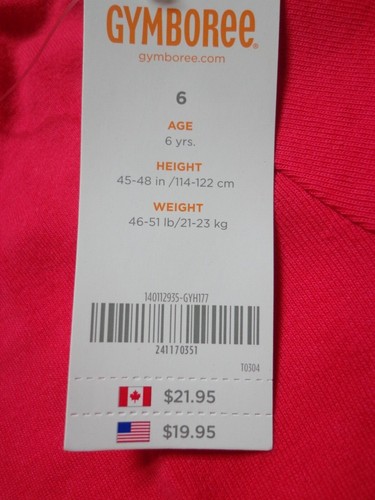 GYMBOREE®
gymboree.com
6
AGE
6 yrs.
HEIGHT
45-48 in /114-122 cm
WEIGHT
46-51 lb/21-23 kg
140112935-GYH177
241170351
T0304
$21.95
$19.95